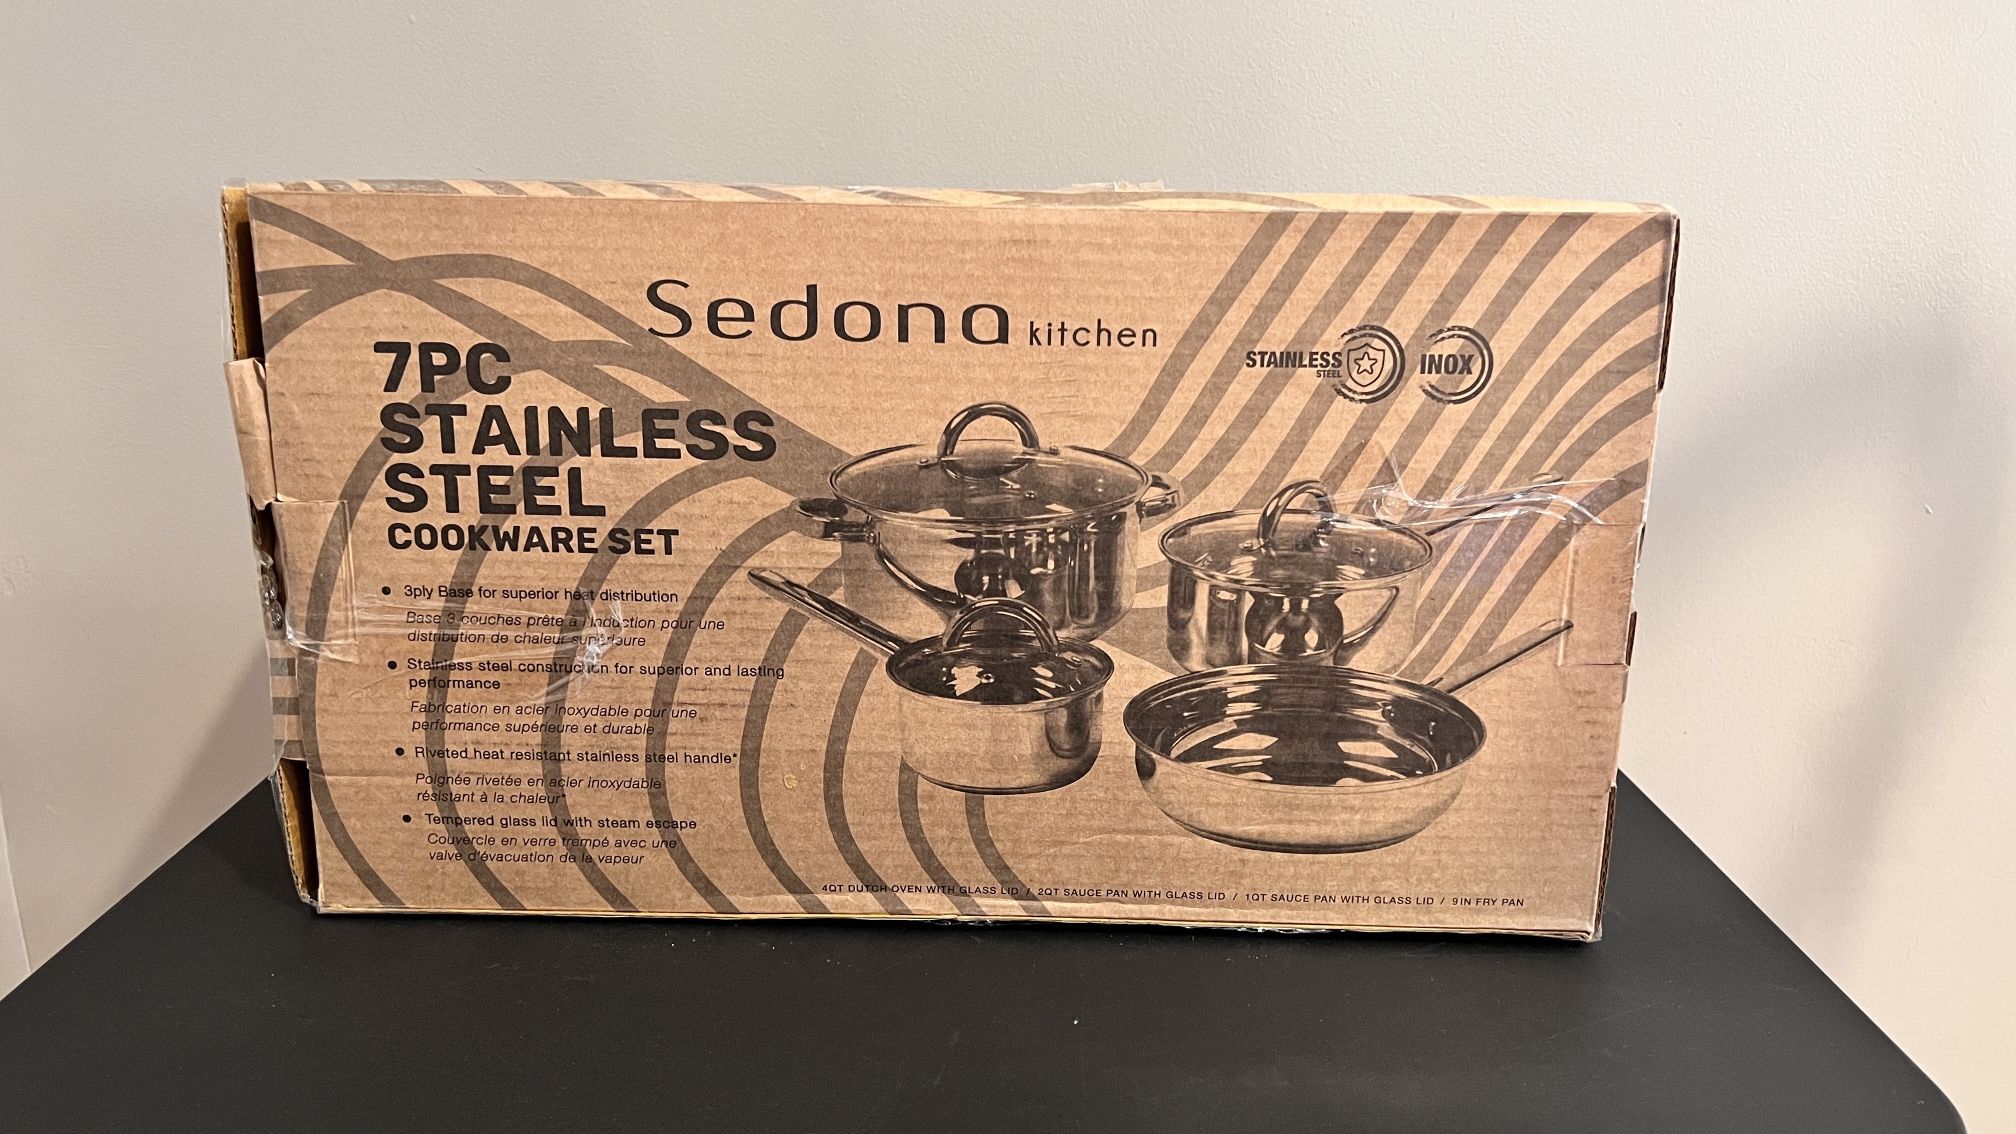 Sedona kitchen
7PC
STAINLESS
STEEL
COOKWARE SET
STAINLESS
STEEL
INOX
• 3ply Base for superior heat distribution
Base 3 couches prête à l'induction pour une
distribution de chaleur supérieure
• Stainless steel construction for superior and lasting
performance
Fabrication en acier inoxydable pour une
performance supérieure et durable
• Riveted heat resistant stainless steel handle*
Poignée rivetée en acier inoxydable
résistant à la chaleur*
• Tempered glass lid with steam escape
Couvercle en verre trempé avec une
valve d'évacuation de la vapeur
4QT DUTCH OVEN WITH GLASS LID / 2QT SAUCE PAN WITH GLASS LID / 1QT SAUCE PAN WITH GLASS LID / 9IN FRY PAN